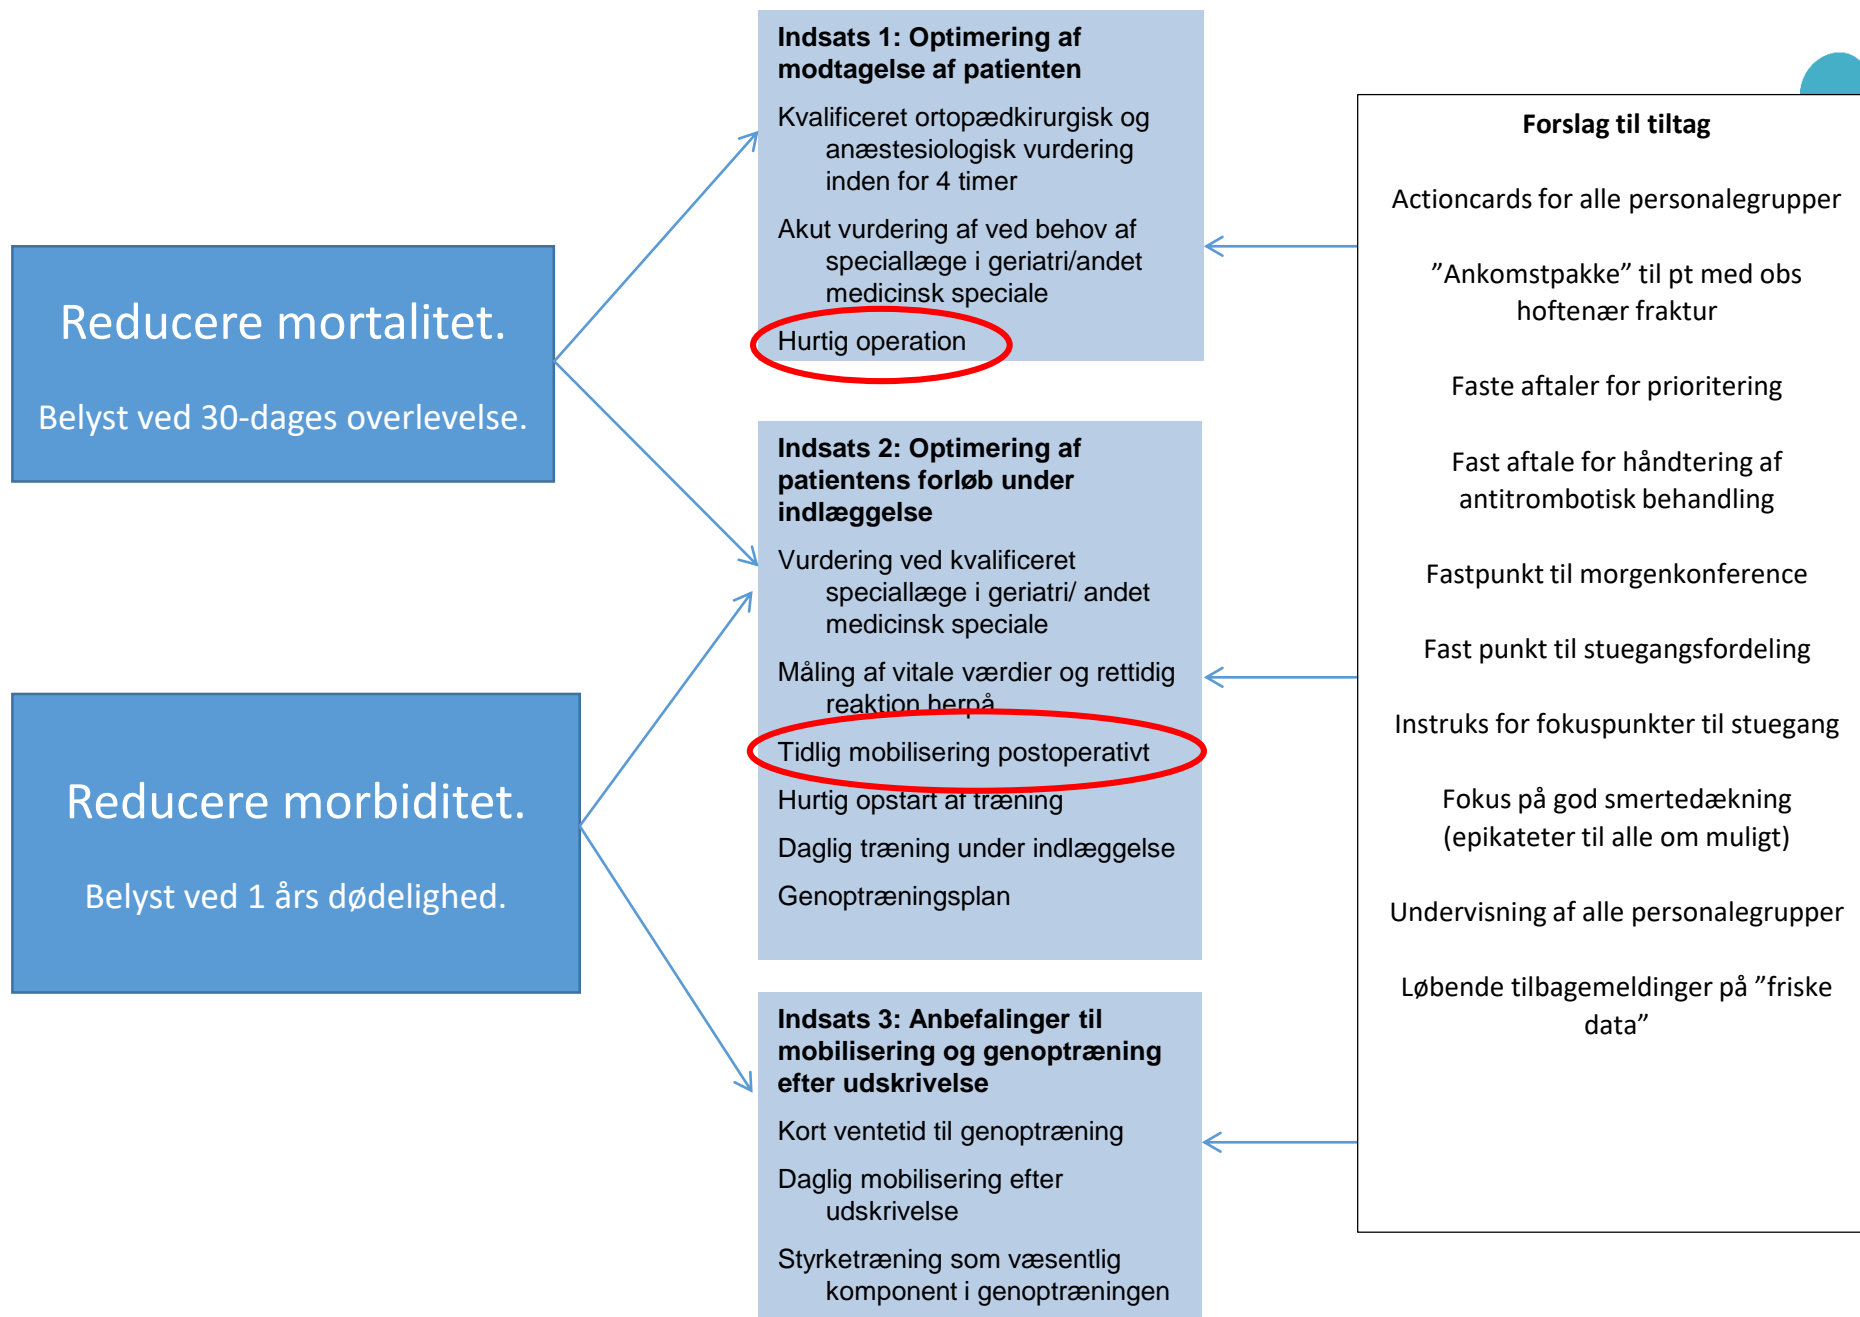 Reducere mortalitet.
Belyst ved 30-dages overlevelse.
Reducere morbiditet.
Belyst ved 1 års dødelighed.
Indsats 1: Optimering af
modtagelse af patienten
Kvalificeret ortopædkirurgisk og
anæstesiologisk vurdering
inden for 4 timer
Akut vurdering af ved behov af
speciallæge i geriatri/andet
medicinsk speciale
Hurtig operation
Indsats 2: Optimering af
patientens forløb under
indlæggelse
Vurdering ved kvalificeret
speciallæge i geriatri/ andet
medicinsk speciale
Måling af vitale værdier og rettidig
reaktion herpå
Tidlig mobilisering postoperativt
Hurtig opstart af træning
Daglig træning under indlæggelse
Genoptræningsplan
Indsats 3: Anbefalinger til
mobilisering og genoptræning
efter udskrivelse
Kort ventetid til genoptræning
Daglig mobilisering efter
udskrivelse
Styrketræning som væsentlig
komponent i genoptræningen
Forslag til tiltag
Actioncards for alle personalegrupper
”Ankomstpakke” til pt med obs
hoftenær fraktur
Faste aftaler for prioritering
Fast aftale for håndtering af
antitrombotisk behandling
Fastpunkt til morgenkonference
Fast punkt til stuegangsfordeling
Instruks for fokuspunkter til stuegang
Fokus på god smertedækning
(epikateter til alle om muligt)
Undervisning af alle personalegrupper
Løbende tilbagemeldinger på ”friske
data”